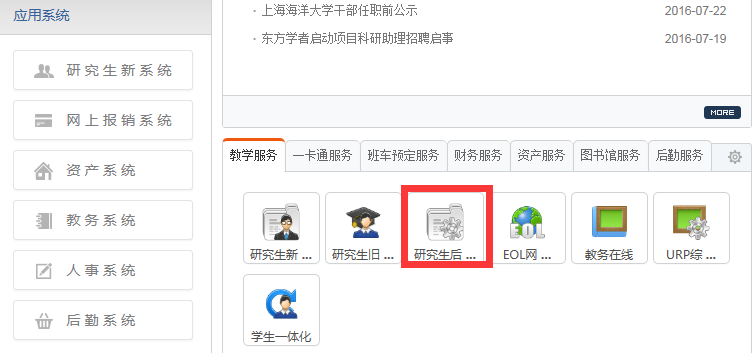 应用系统
研究生新系统
网上报销系统
资产系统
教务系统
人事系统
后勤系统
· 上海海洋大学干部任职前公示 2016-07-22
· 东方学者启动项目科研助理招聘启事 2016-07-19
MORE
教学服务 一卡通服务 班车预定服务 财务服务 资产服务 图书馆服务 后勤服务
EOL
研究生新 ... 研究生旧 ... 研究生后 ... EOL网 ... 教务在线 URP综 ...
学生一体化